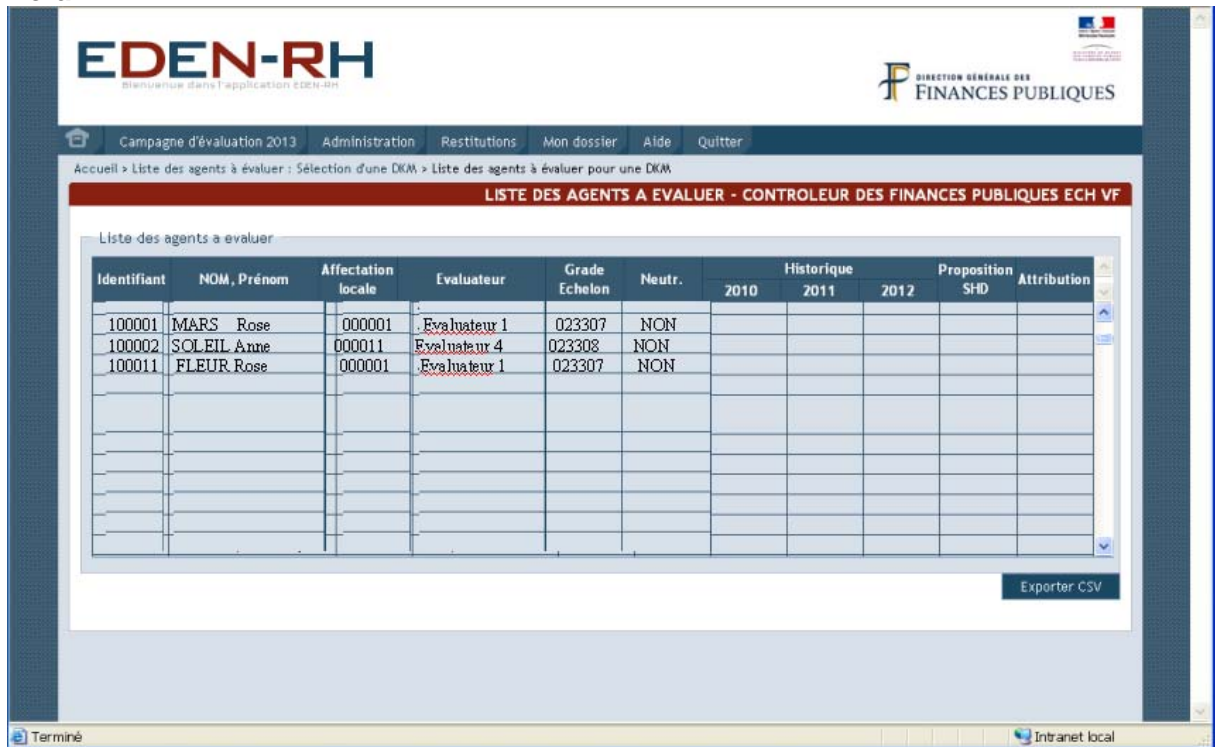 EDEN-RH
Bienvenue dans l'application EDEN-RH
DIRECTION GÉNÉRALE DES
FINANCES PUBLIQUES
Campagne d'évaluation 2013 Administration Restitutions Mon dossier Aide Quitter
Accueil > Liste des agents à évaluer : Sélection d'une DKM > Liste des agents à évaluer pour une DKM
LISTE DES AGENTS A EVALUER - CONTROLEUR DES FINANCES PUBLIQUES ECH VF
Liste des agents a evaluer
Identifiant NOM, Prénom Affectation locale Evaluateur Grade Echelon Neutr. Historique Proposition SHD Attribution
2010 2011 2012
100001 MARS Rose 000001 Evaluateur 1 023307 NON
100002 SOLEIL Anne 000011 Evaluateur 4 023308 NON
100011 FLEUR Rose 000001 Evaluateur 1 023307 NON
Exporter CSV
Terminé Intranet local